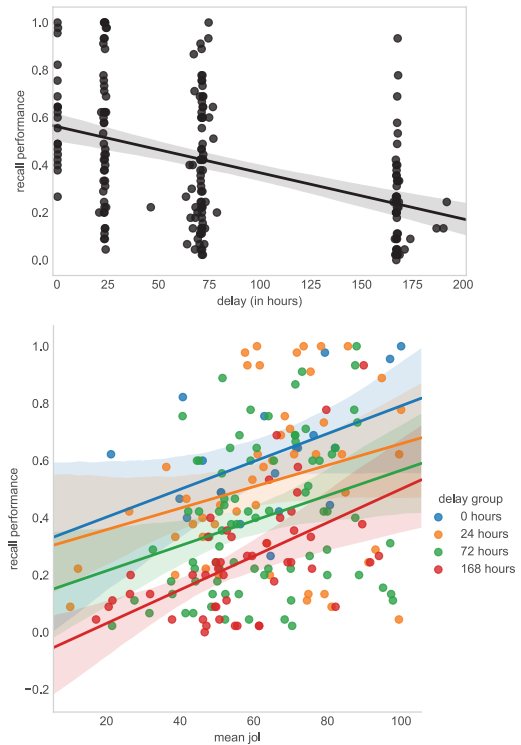 1.0
0.8
0.6
0.4
0.2
0.0
recall performance
0 25 50 75 100 125 150 175 200
delay (in hours)
1.0
0.8
0.6
0.4
0.2
0.0
−0.2
recall performance
20 40 60 80 100
mean jol
delay group
0 hours
24 hours
72 hours
168 hours